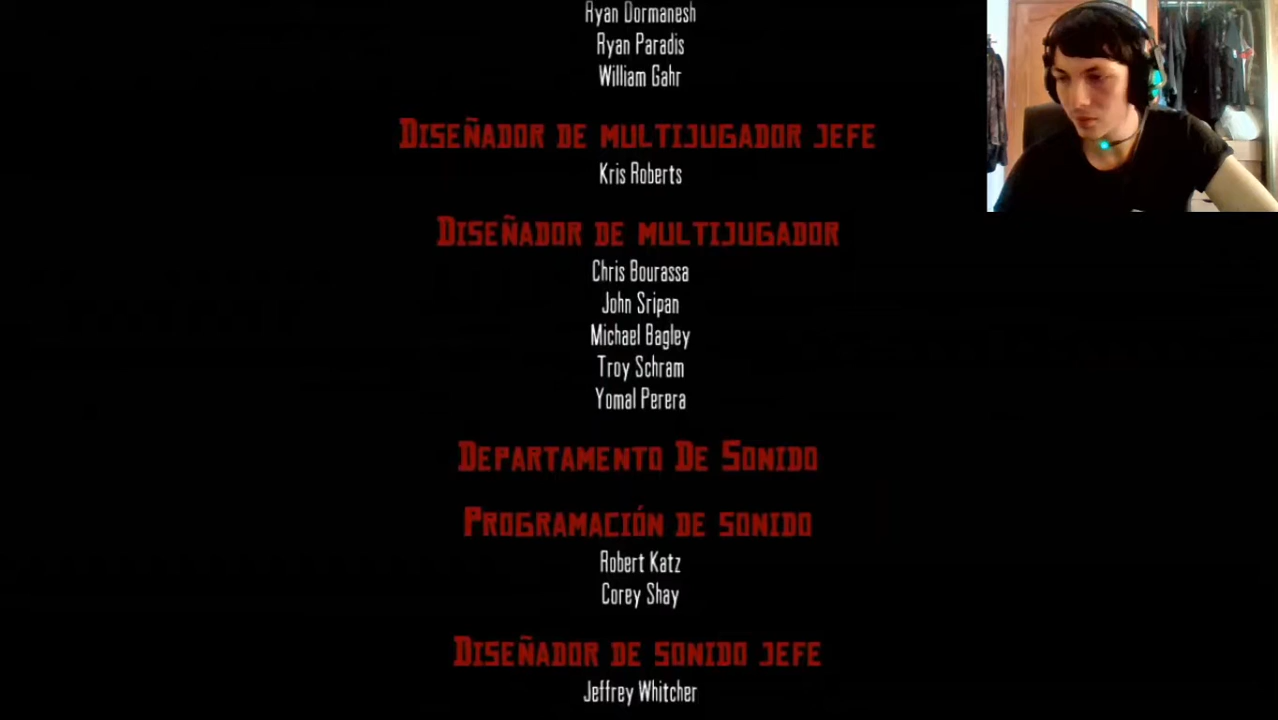 Ryan Dormanesh
Ryan Paradis
William Gahr
Diseñador de multijugador jefe
Kris Roberts
Diseñador de multijugador
Chris Bourassa
John Sripan
Michael Bagley
Troy Schram
Yomal Perera
Departamento De Sonido
Programación de sonido
Robert Katz
Corey Shay
Diseñador de sonido jefe
Jeffrey Whitcher